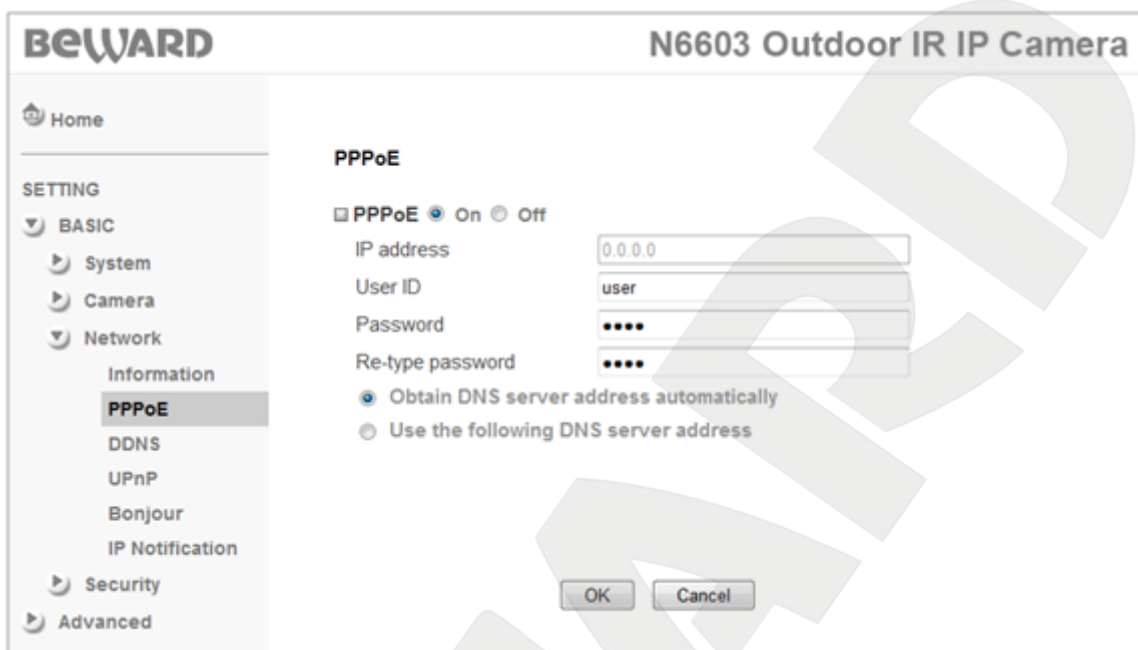 BEWARD
N6603 Outdoor IR IP Camera
Home
SETTING
BASIC
System
Camera
Network
Information
PPPoE
DDNS
UPnP
Bonjour
IP Notification
Security
Advanced
PPPoE
PPPoE On Off
IP address 0.0.0.0
User ID user
Password ••••
Re-type password ••••
Obtain DNS server address automatically
Use the following DNS server address
OK Cancel